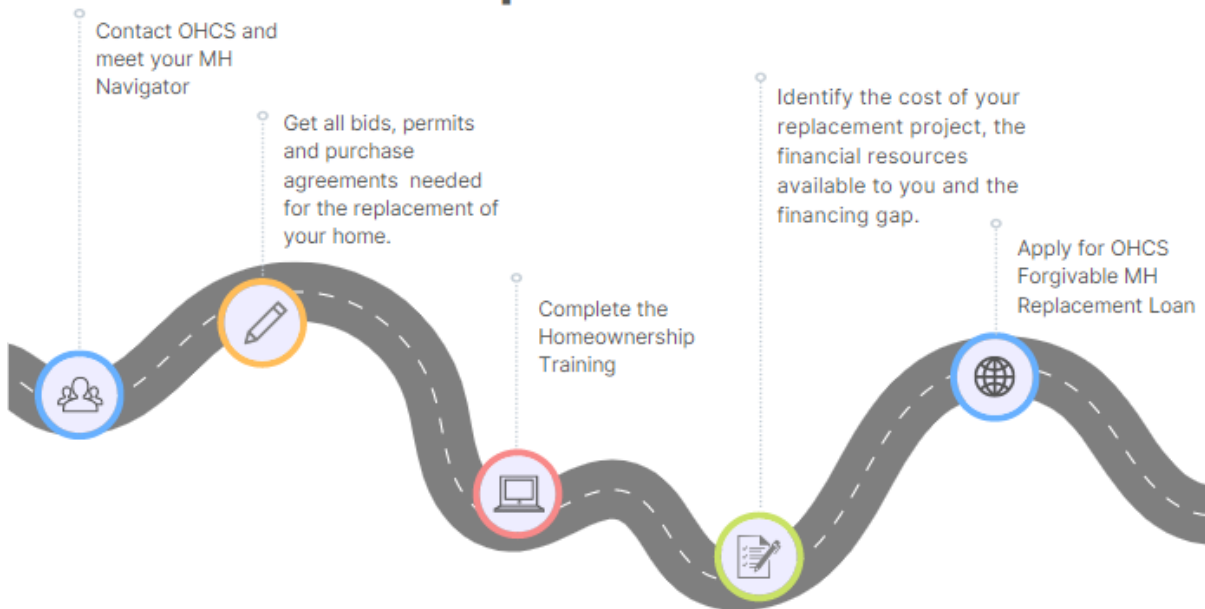 Contact OHCS and
meet your MH
Navigator
Get all bids, permits
and purchase
agreements needed
for the replacement of
your home.
Complete the
Homeownership
Training
Identify the cost of your
replacement project, the
financial resources
available to you and the
financing gap.
Apply for OHCS
Forgivable MH
Replacement Loan